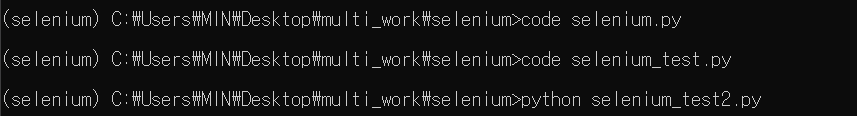 (selenium) C:₩Users₩MIN₩Desktop₩multi_work₩selenium>code selenium.py
(selenium) C:₩Users₩MIN₩Desktop₩multi_work₩selenium>code selenium_test.py
(selenium) C:₩Users₩MIN₩Desktop₩multi_work₩selenium>python selenium_test2.py